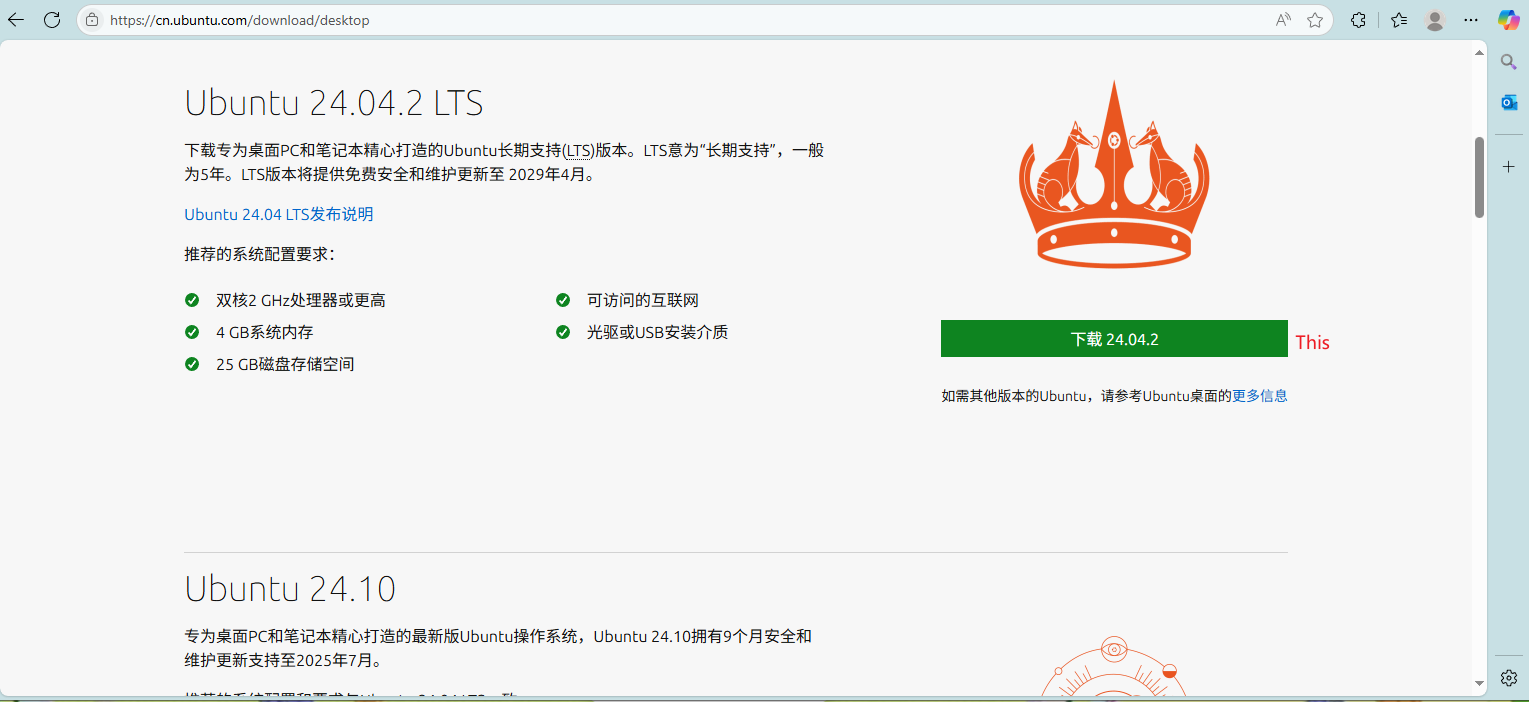 https://cn.ubuntu.com/download/desktop
Ubuntu 24.04.2 LTS
下载专为桌面PC和笔记本精心打造的Ubuntu长期支持(LTS)版本。LTS意为“长期支持”，一般
为5年。LTS版本将提供免费安全和维护更新至 2029年4月。
Ubuntu 24.04 LTS发布说明
推荐的系统配置要求：
双核2 GHz处理器或更高
可访问的互联网
4 GB系统内存
光驱或USB安装介质
25 GB磁盘存储空间
下载 24.04.2
This
如需其他版本的Ubuntu，请参考Ubuntu桌面的更多信息
Ubuntu 24.10
专为桌面PC和笔记本精心打造的最新版Ubuntu操作系统，Ubuntu 24.10拥有9个月安全和
维护更新支持至2025年7月。